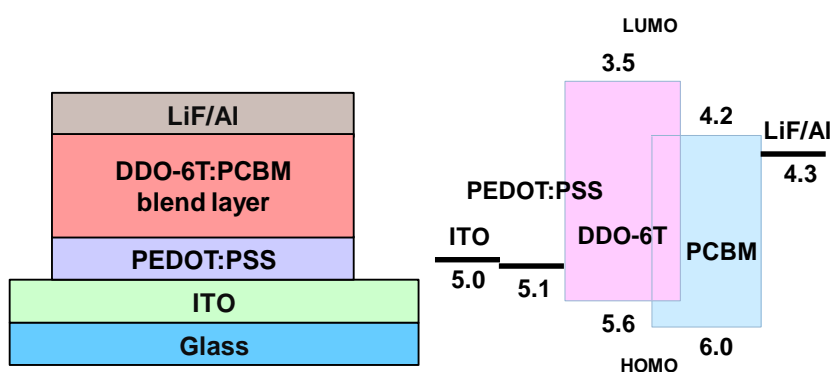 LiF/Al
DDO-6T:PCBM
blend layer
PEDOT:PSS
ITO
Glass
LUMO
3.5
4.2
LiF/Al
4.3
PEDOT:PSS
DDO-6T
ITO
PCBM
5.0
5.1
5.6
6.0
HOMO